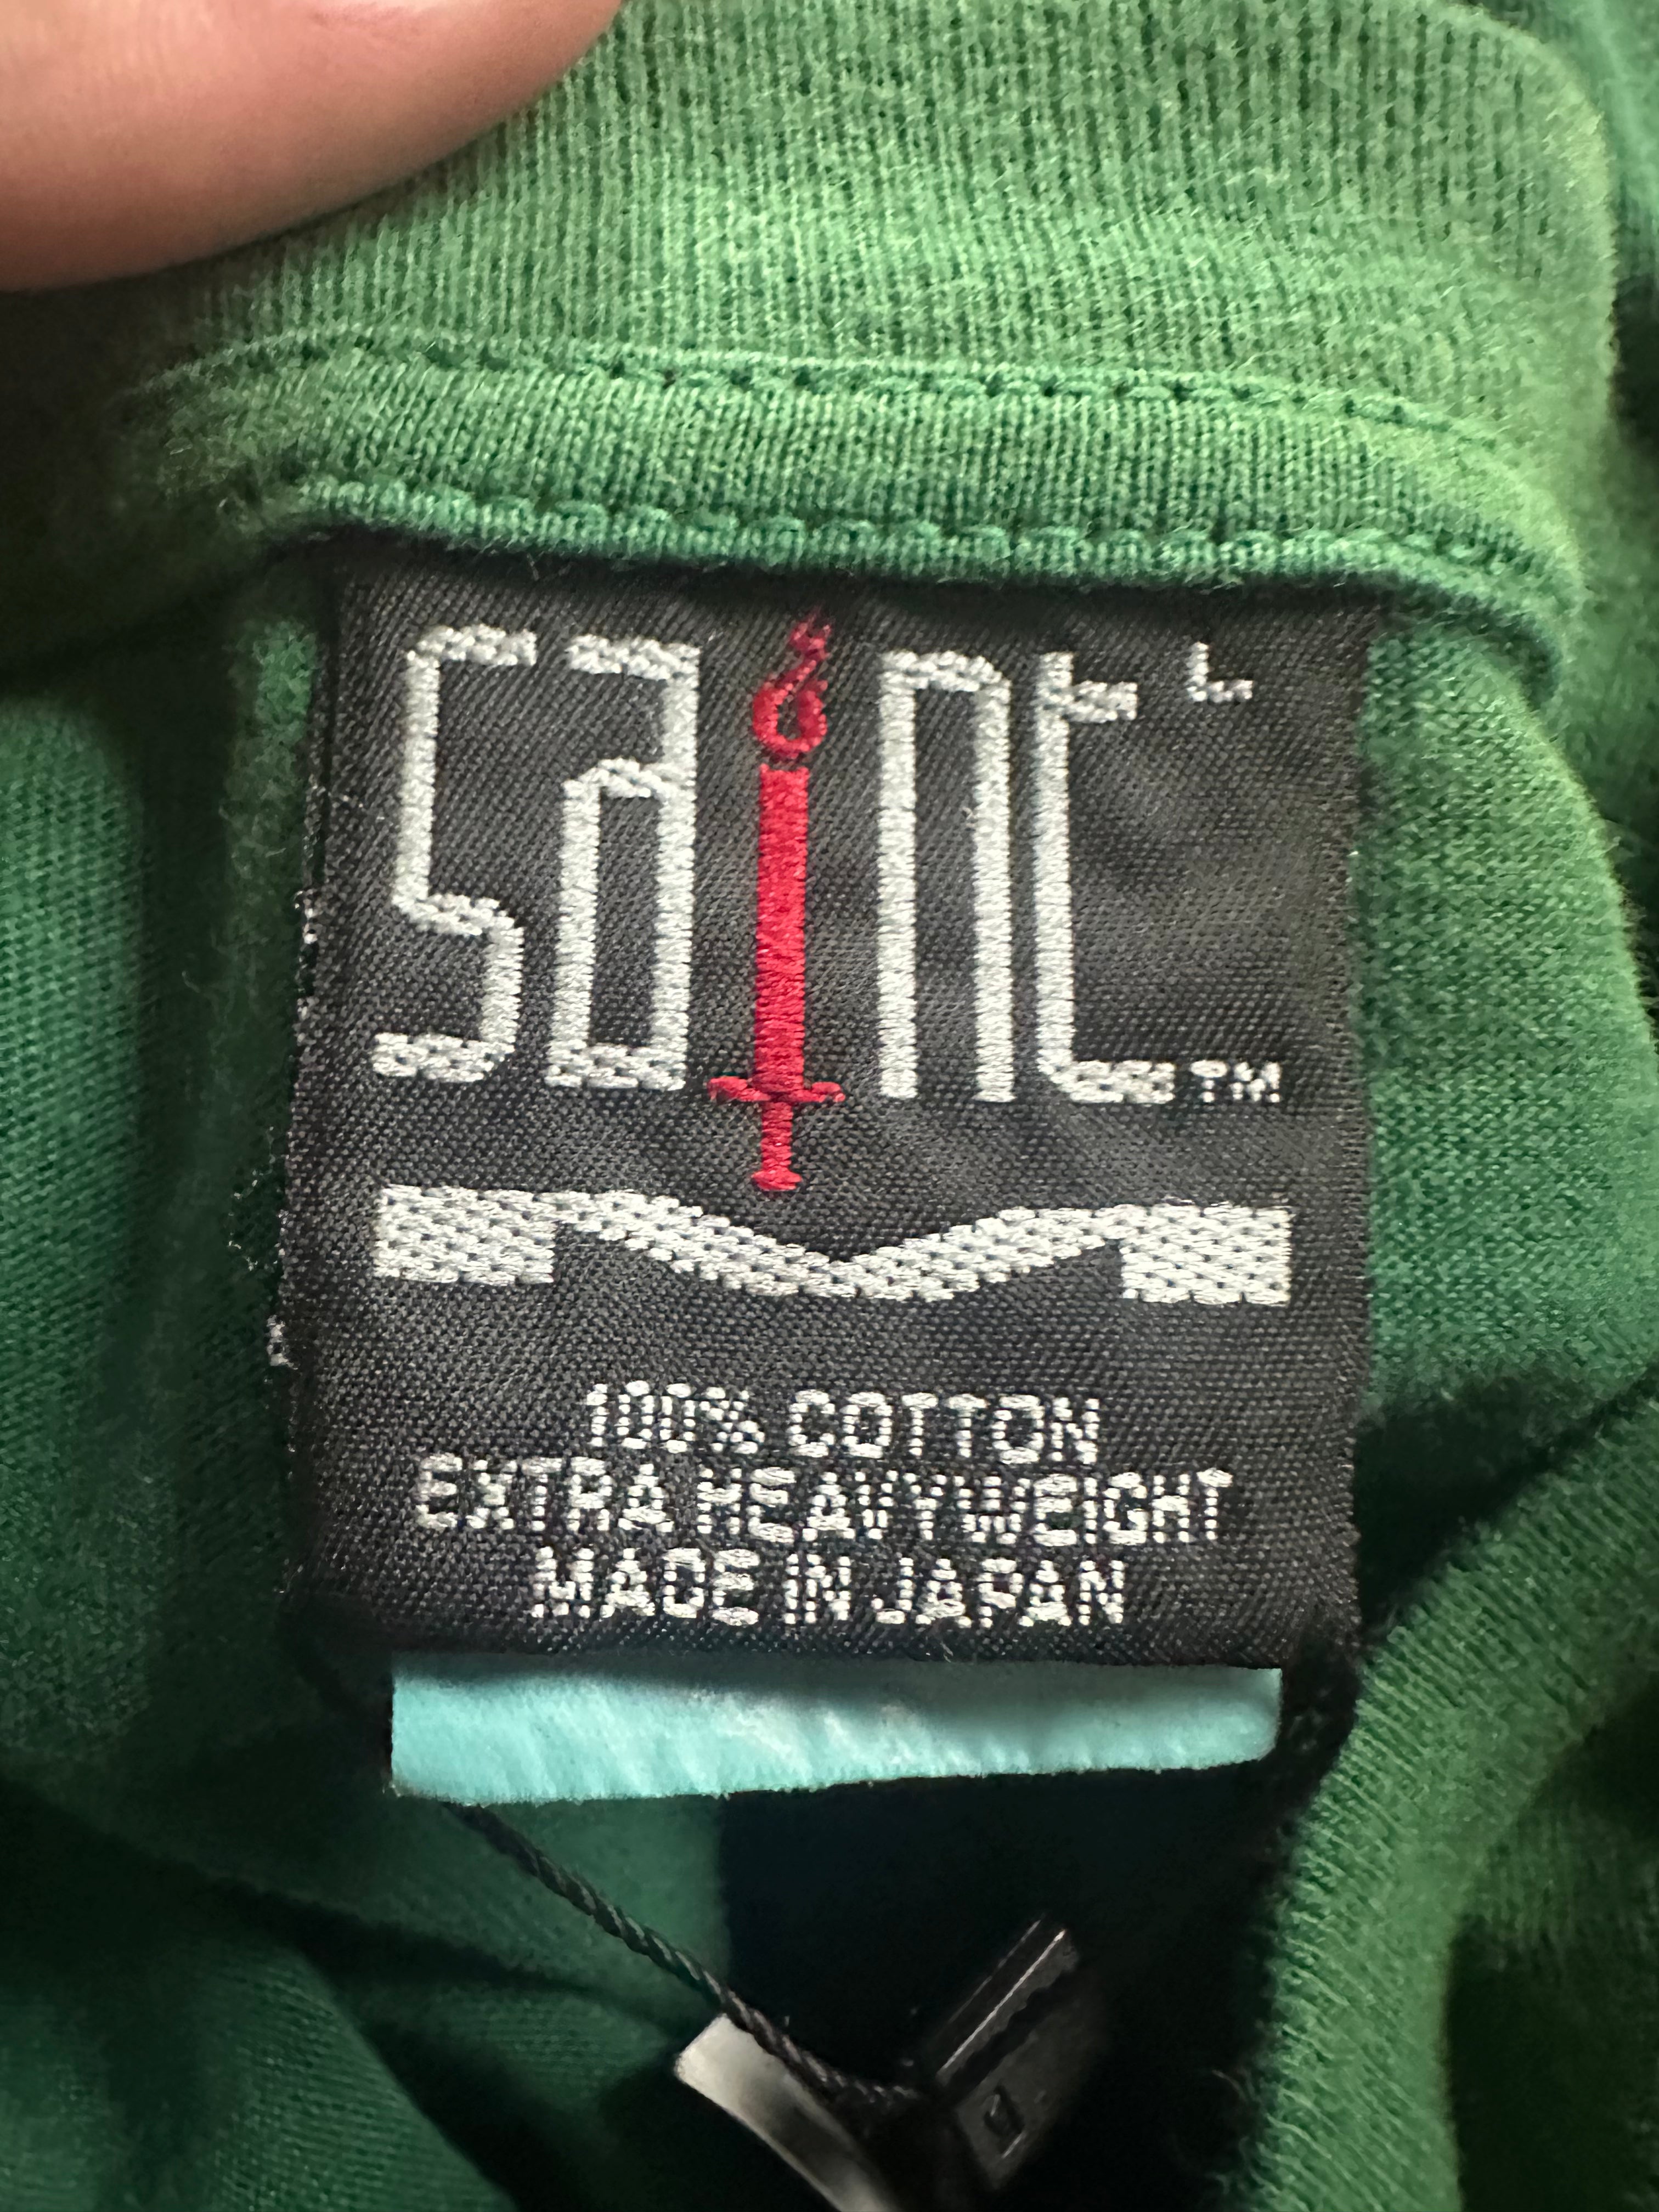 saint L
TM
100% COTTON
EXTRA HEAVYWEIGHT
MADE IN JAPAN